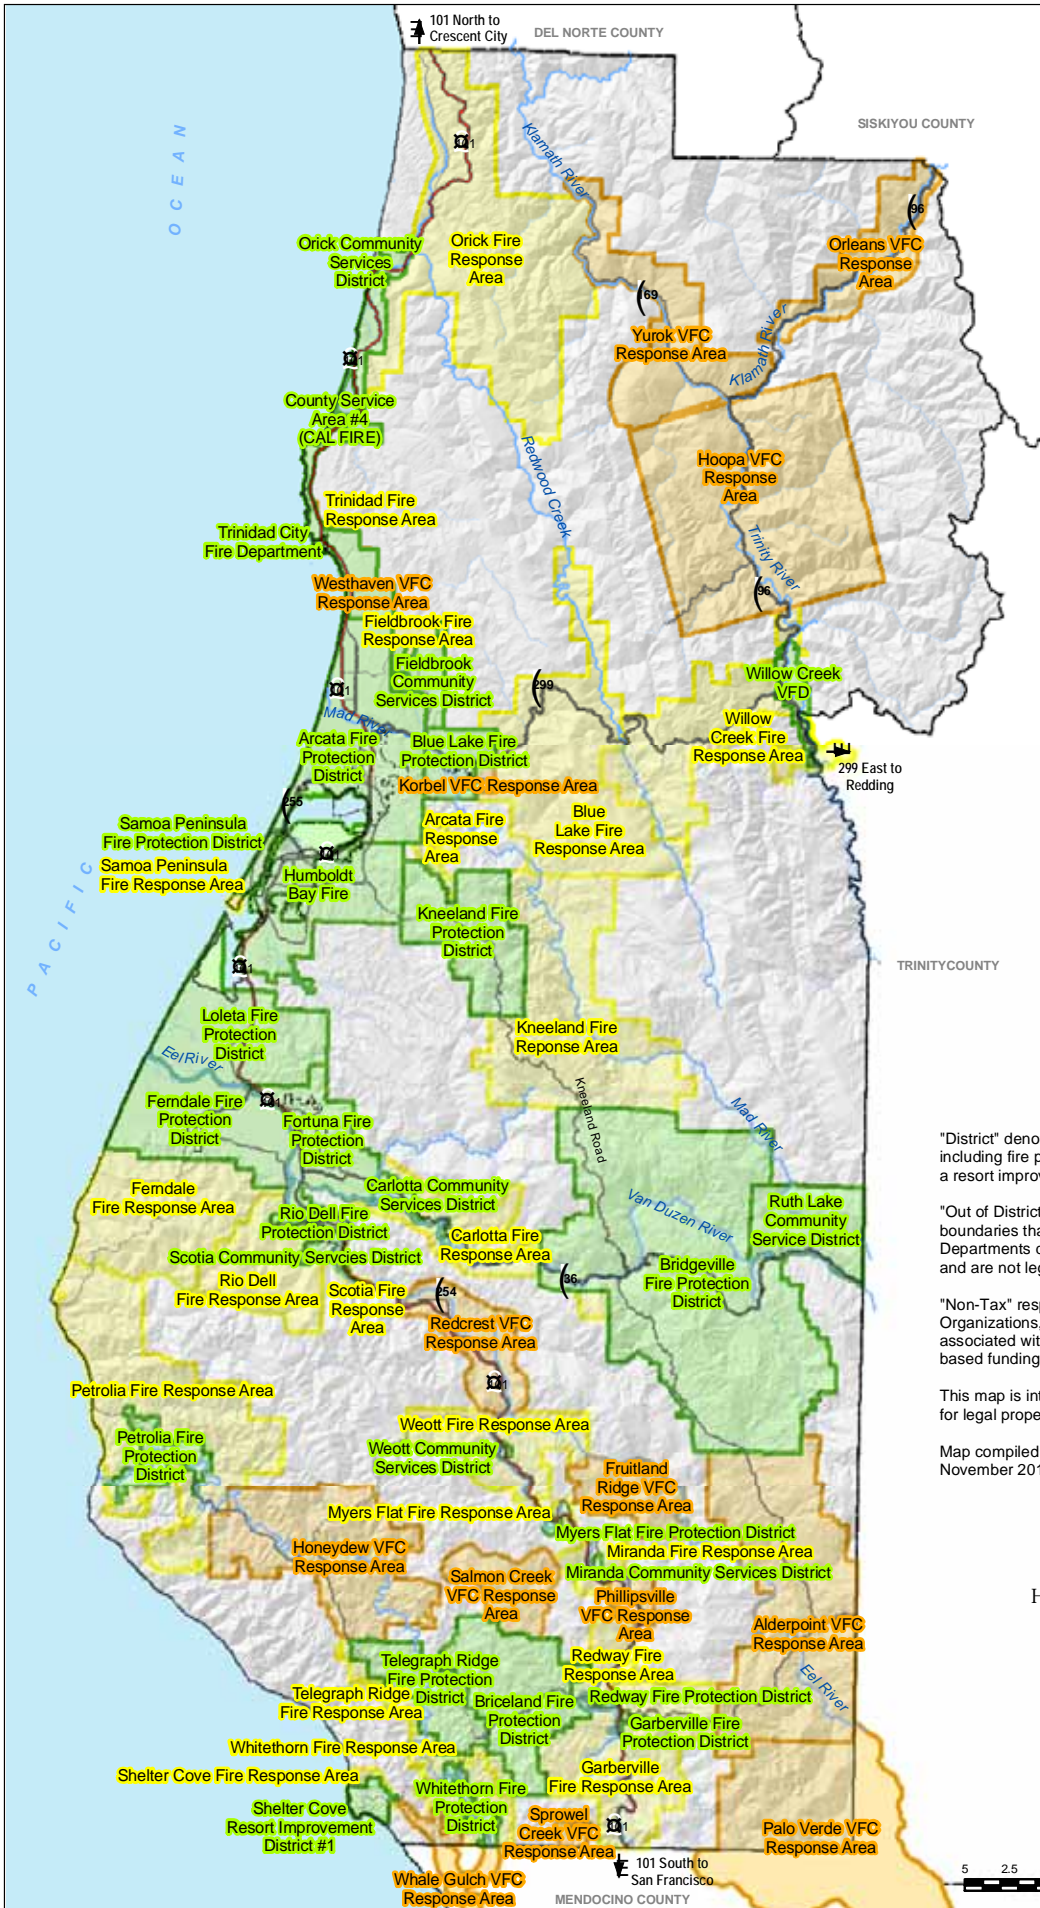 101 North to
Crescent City
DEL NORTE COUNTY
SISKIYOU COUNTY
OCEAN
Klamath River
96
Orick Community
Services
District
Orick Fire
Response
Area
Orleans VFC
Response
Area
169
Yurok VFC
Response Area
Klamath River
County Service
Area #4
(CAL FIRE)
Redwood Creek
Hoopa VFC
Response
Area
Trinidad Fire
Response Area
Trinidad City
Fire Department
Trinity River
96
Westhaven VFC
Response Area
Fieldbrook Fire
Response Area
Fieldbrook
Community
Services District
299
Willow Creek
VFD
Mad River
Willow
Creek Fire
Response Area
Arcata Fire
Protection
District
Blue Lake Fire
Protection District
299 East to
Redding
Korbel VFC Response Area
255
Arcata Fire
Response
Area
Blue
Lake Fire
Response Area
Samoa Peninsula
Fire Protection District
Samoa Peninsula
Fire Response Area
Humboldt
Bay Fire
PACIFIC
Kneeland Fire
Protection
District
TRINITYCOUNTY
Loleta Fire
Protection
District
Kneeland Fire
Reponse Area
EelRiver
Kneeland Road
Mad River
Ferndale Fire
Protection
District
Fortuna Fire
Protection
District
"District" deno
including fire p
a resort improv
Ferndale
Fire Response Area
Carlotta Community
Services District
Van Duzen River
Ruth Lake
Community
Service District
"Out of District
boundaries tha
Departments o
and are not leg
Rio Dell Fire
Protection District
Carlotta Fire
Response Area
Scotia Community Servcies District
Bridgeville
Fire Protection
District
36
Rio Dell
Fire Response Area
Scotia Fire
Response
Area
254
Redcrest VFC
Response Area
"Non-Tax" resp
Organizations,
associated wit
based funding
101
Petrolia Fire Response Area
This map is int
for legal prope
Weott Fire Response Area
Petrolia Fire
Protection
District
Weott Community
Services District
Map compiled
November 201
Fruitland
Ridge VFC
Response Area
Myers Flat Fire Response Area
Myers Flat Fire Protection District
Honeydew VFC
Response Area
Miranda Fire Response Area
Miranda Community Services District
Salmon Creek
VFC Response
Area
Phillipsville
VFC Response
Area
H
Alderpoint VFC
Response Area
Telegraph Ridge
Fire Protection
District
Redway Fire
Response Area
Eel River
Telegraph Ridge
Fire Response Area
Briceland Fire
Protection
District
Redway Fire Protection District
Garberville Fire
Protection District
Whitethorn Fire Response Area
Shelter Cove Fire Response Area
Garberville
Fire Response Area
Whitethorn Fire
Protection
District
Shelter Cove
Resort Improvement
District #1
Sprowel
Creek VFC
Response Area
Palo Verde VFC
Response Area
101 South to
San Francisco
Whale Gulch VFC
Response Area
MENDOCINO COUNTY
5 2.5